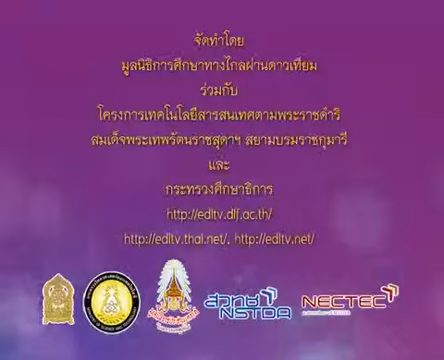 จัดทำโดย
มูลนิธิการศึกษาทางไกลผ่านดาวเทียม
ร่วมกับ
โครงการเทคโนโลยีสารสนเทศตามพระราชดำริ
สมเด็จพระเทพรัตนราชสุดาฯ สยามบรมราชกุมารี
และ
กระทรวงศึกษาธิการ
http://edltv.dlf.ac.th/
http://edltv.thai.net/, http://edltv.net/
สวทช
NSTDA
NECTEC